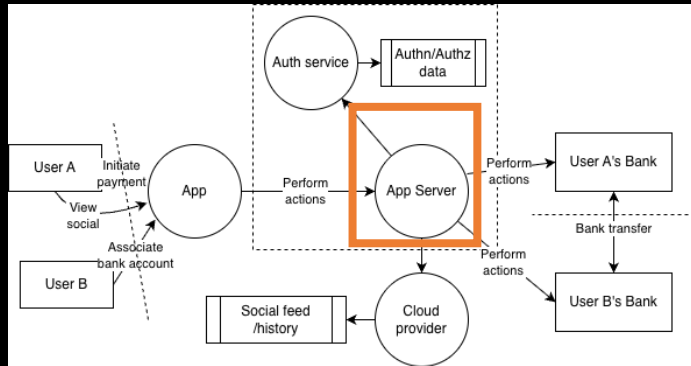 Auth service
Authn/Authz
data
User A
Initiate
payment
View
social
App
Perform
actions
App Server
Perform
actions
User A's Bank
Associate
bank account
Bank transfer
Perform
actions
User B
Social feed
/history
Cloud
provider
User B's Bank